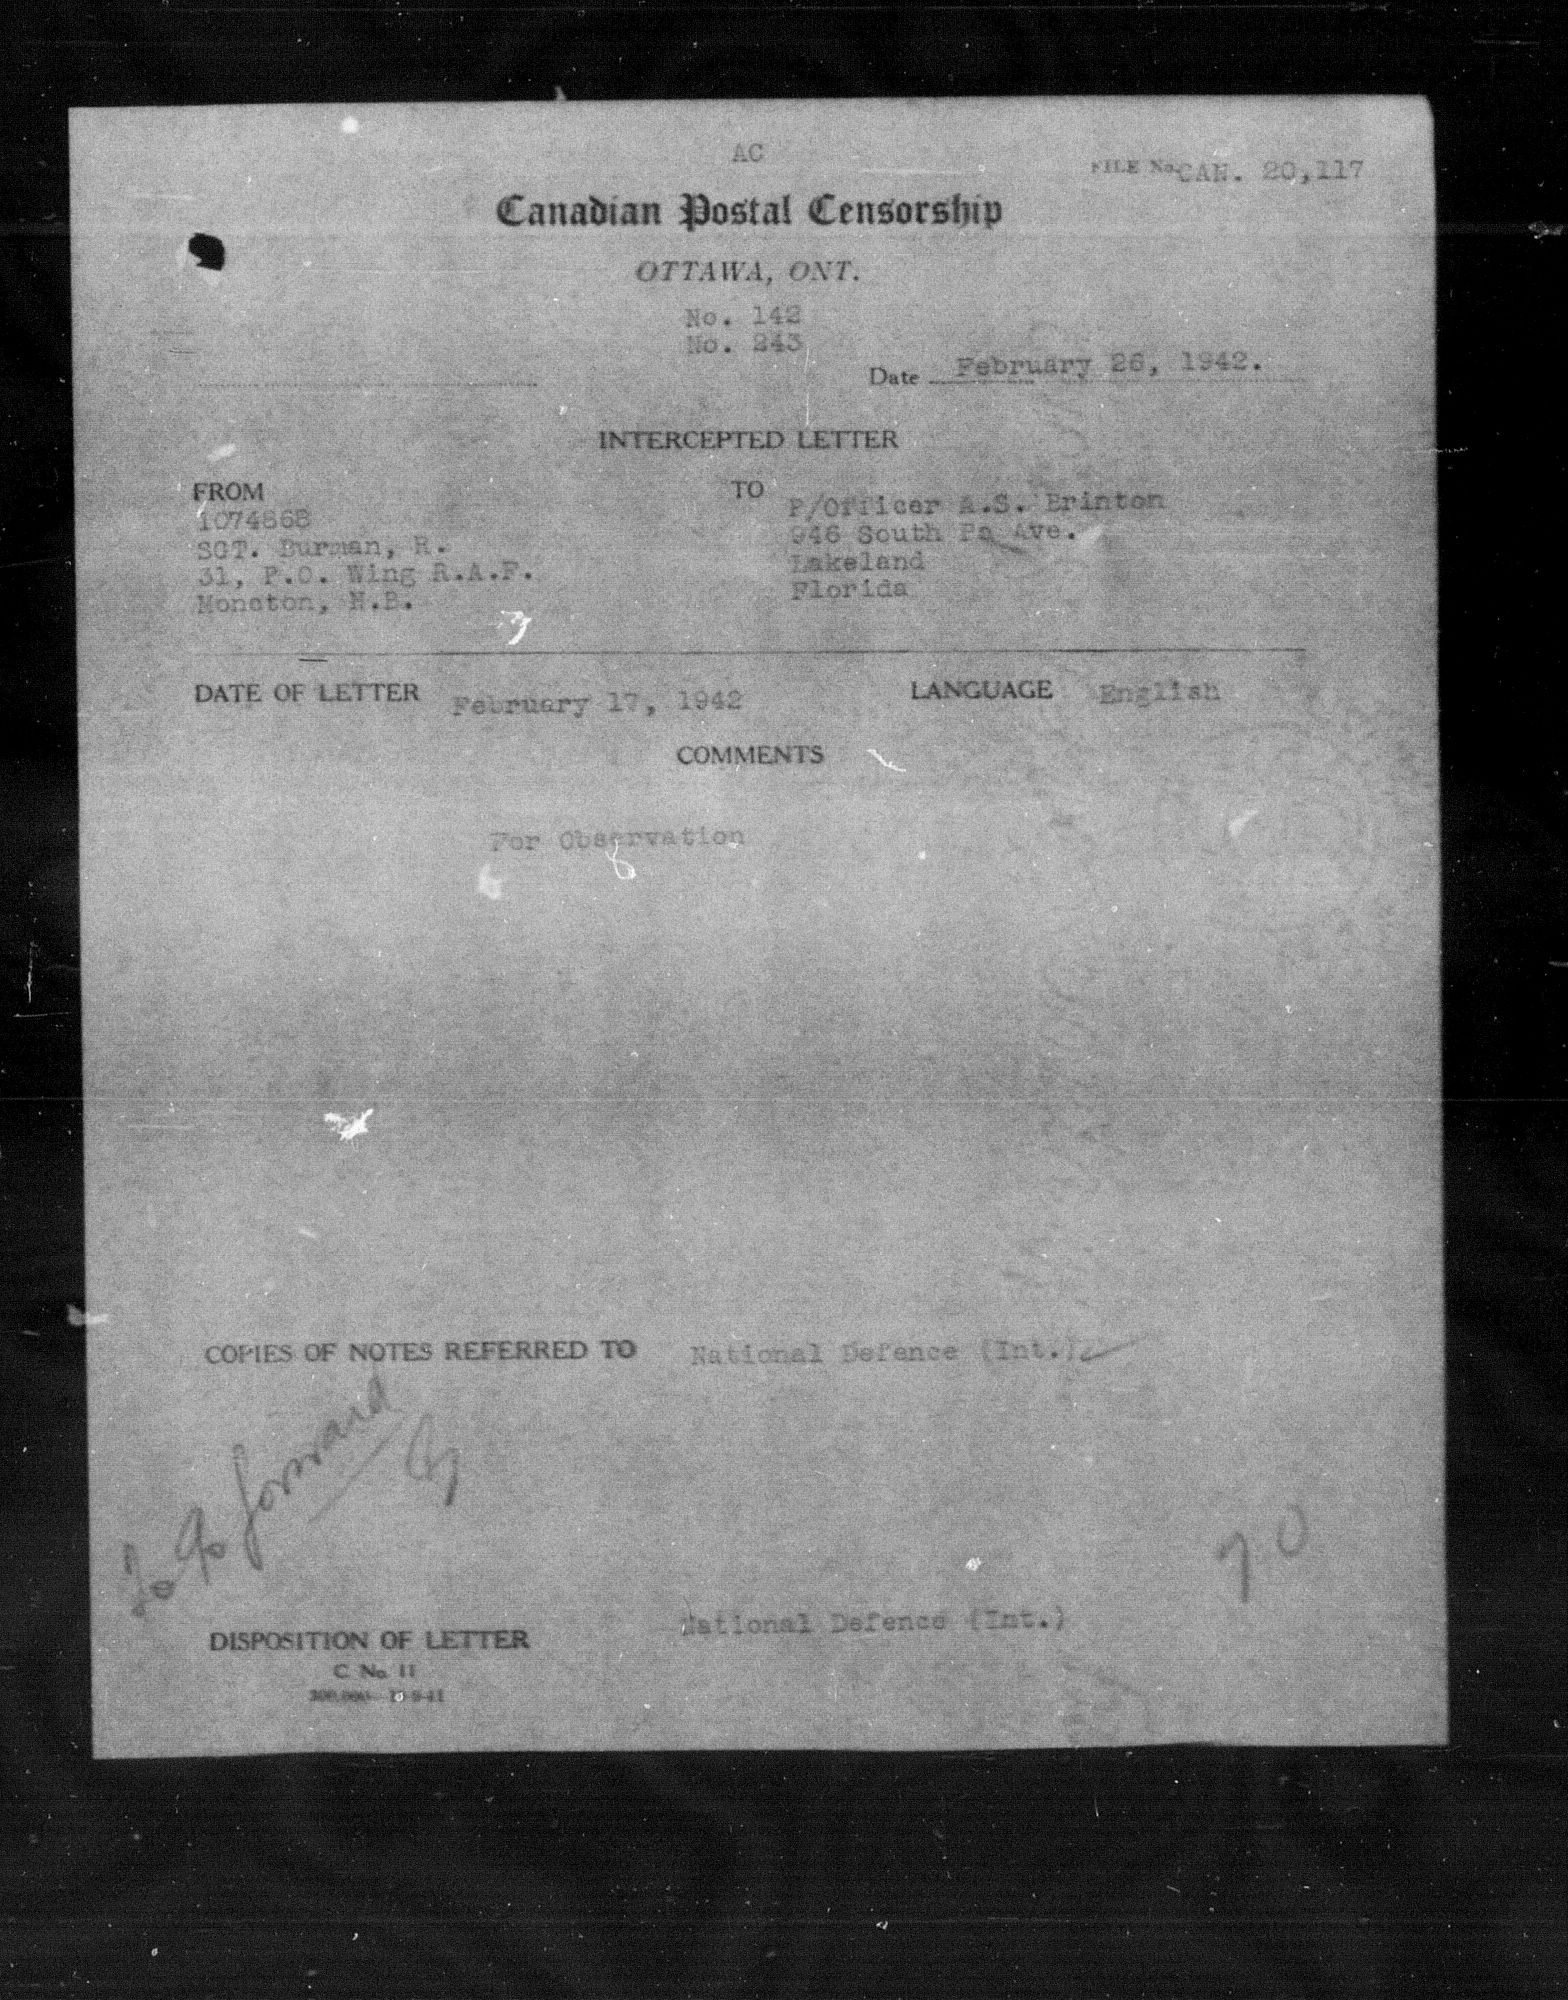 AC
FILE No. CAN. 20,117
Canadian Postal Censorship
OTTAWA, ONT.
No. 142
No. 243
Date February 26, 1942.
INTERCEPTED LETTER
FROM
1074868
SGT. Burman, R.
31, P.O. Wing R.A.F.
Moncton, N.B.
TO
P/Officer A.S. Brinton
946 South Fa Ave.
Lakeland
Florida
DATE OF LETTER February 17, 1942
LANGUAGE English
COMMENTS
For Observation
COPIES OF NOTES REFERRED TO National Defence (Int.)
To go forward
70
DISPOSITION OF LETTER National Defence (Int.)
C. No. 11